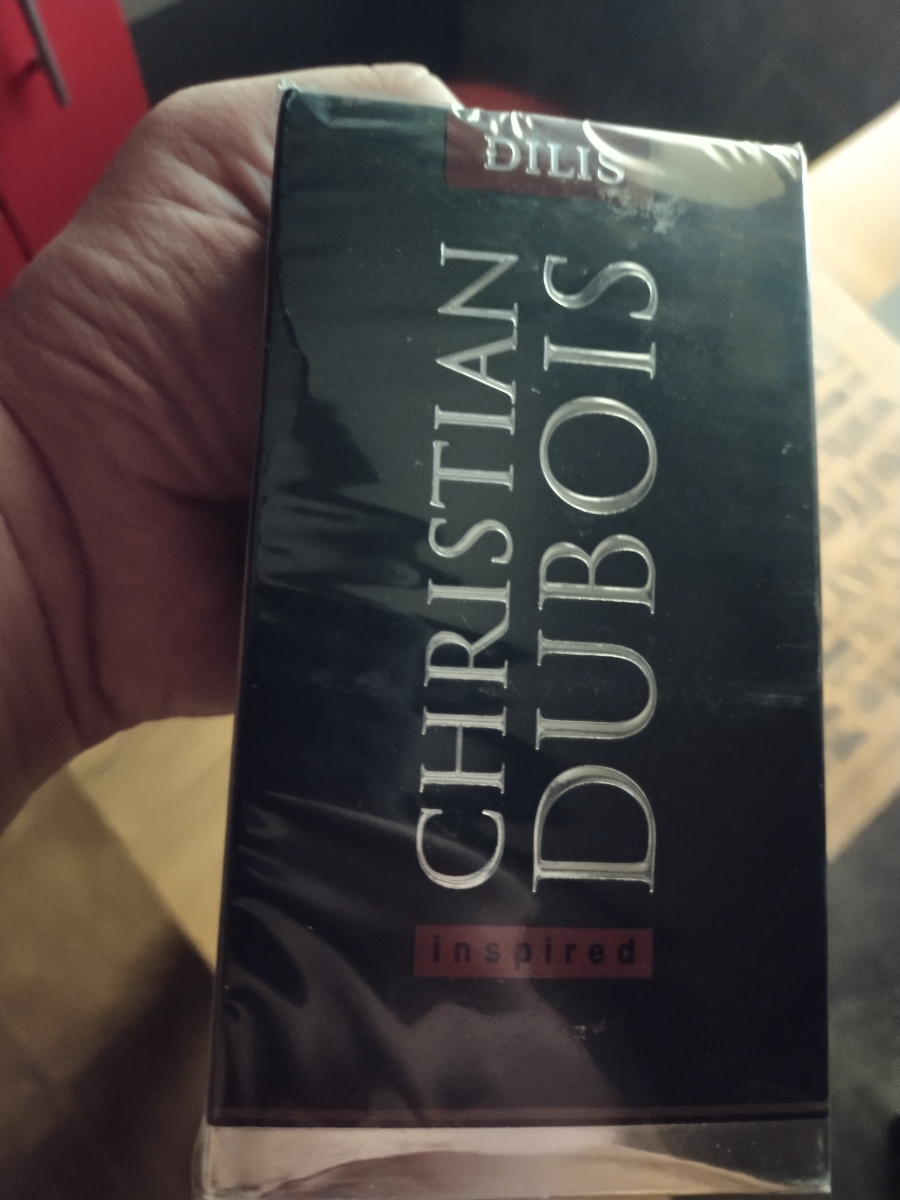 DILIS
CHRISTIAN
DUBOIS
inspired